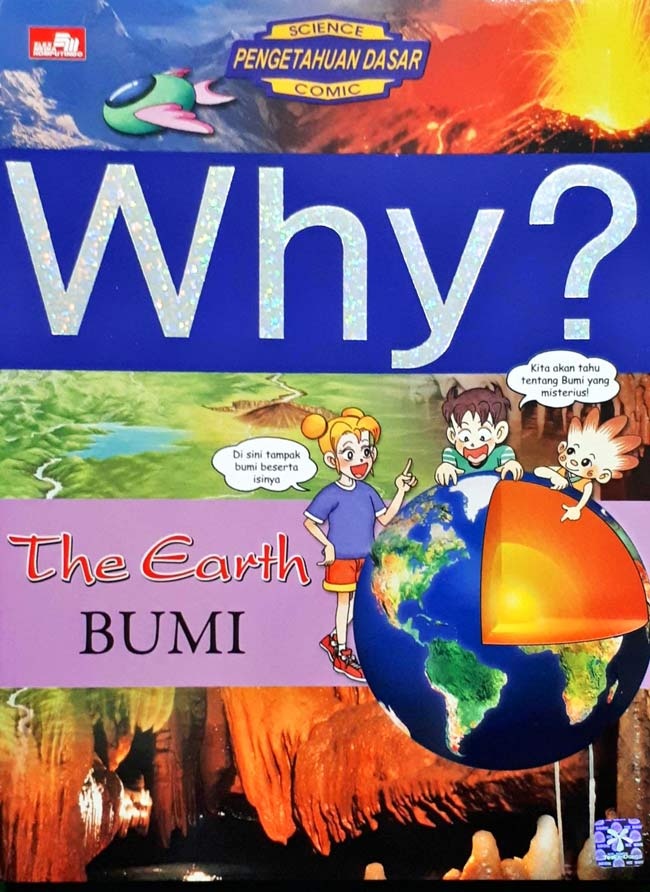 SCIENCE
PENGETAHUAN DASAR
COMIC
Why?
Kita akan tahu
tentang Bumi yang
misterius!
Di sini tampak
bumi beserta
isinya
The Earth
BUMI